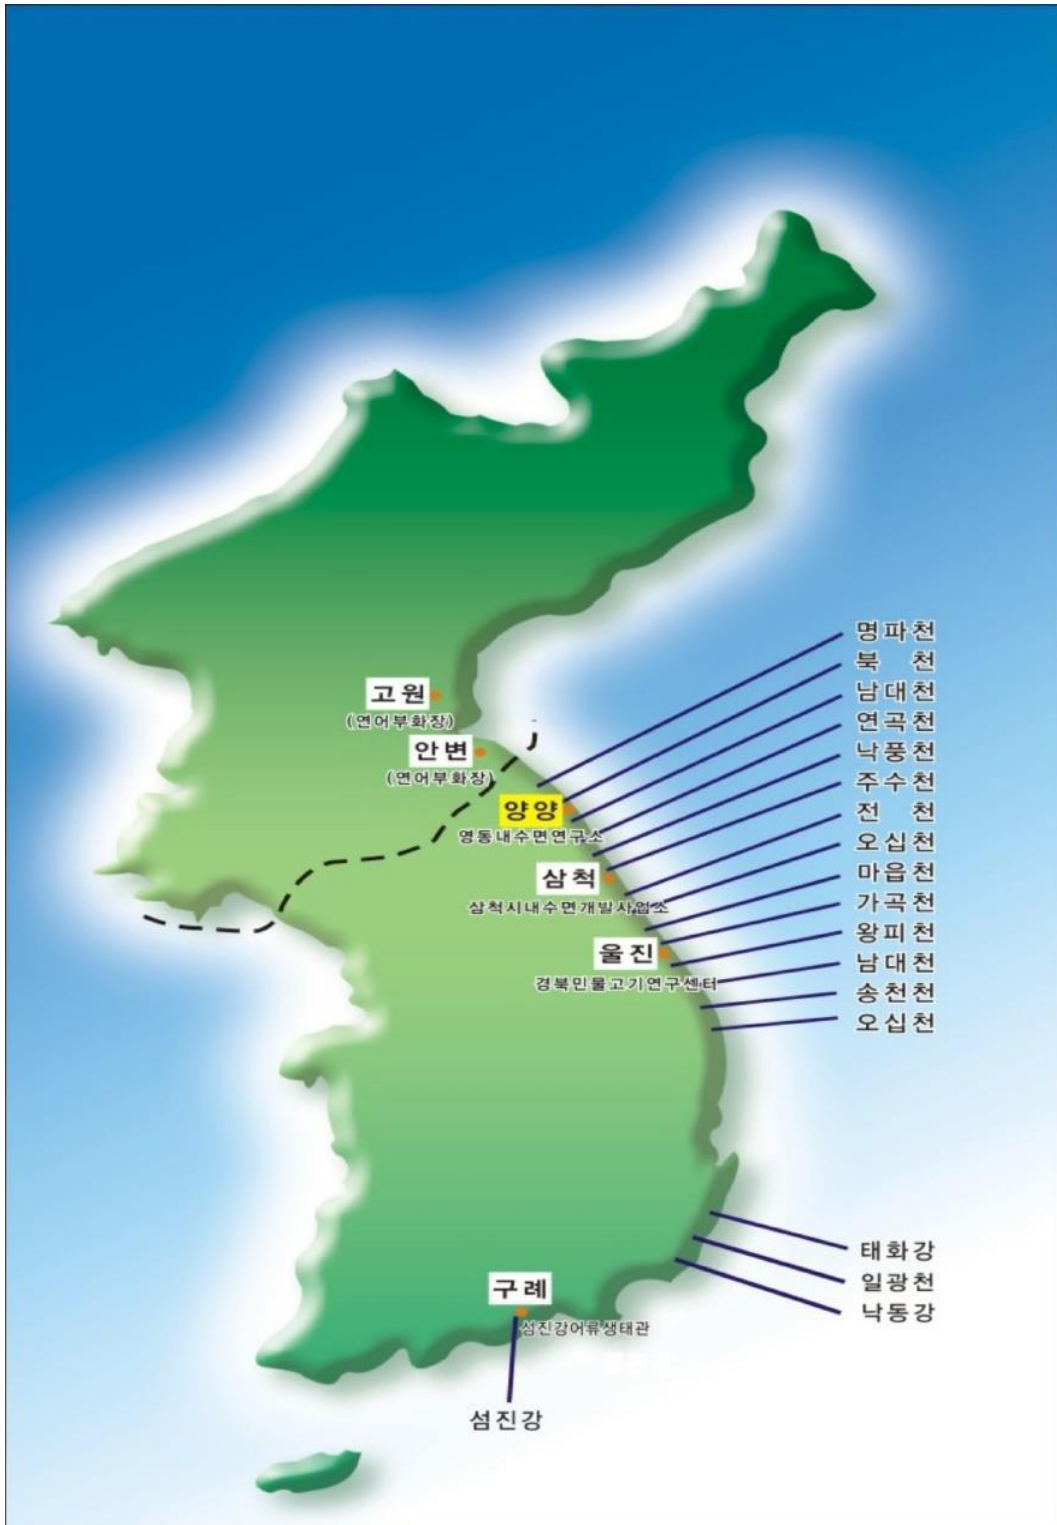 명파천
북 천
남대천
연곡천
낙풍천
주수천
전 천
오십천
마읍천
가곡천
왕피천
남대천
송천천
오십천
고원
(연어부화장)
안변
(연어부화장)
양양
영동내수면연구소
삼척
삼척시내수면개발사업소
울진
경북민물고기연구센터
태화강
일광천
낙동강
구례
섬진강어류생태관
섬진강